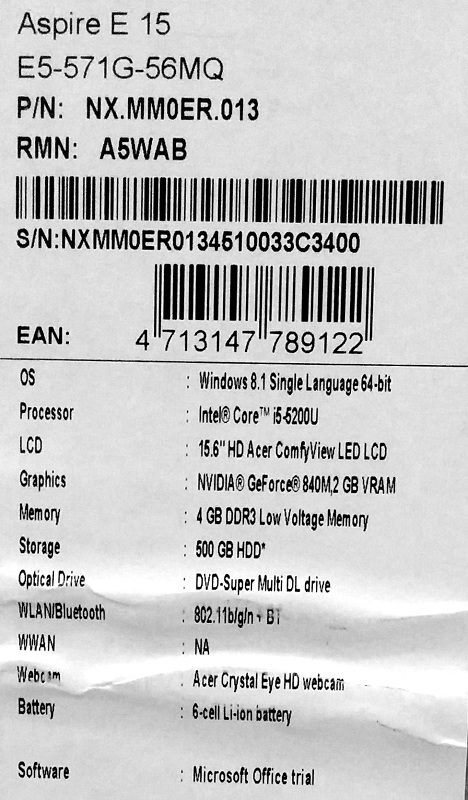 Aspire E 15
E5-571G-56MQ
P/N: NX.MM0ER.013
RMN: A5WAB
S/N:NXMM0ER0134510033C3400
EAN: 4 713147 789122
OS : Windows 8.1 Single Language 64-bit
Processor : Intel® Core™ i5-5200U
LCD : 15.6" HD Acer ComfyView LED LCD
Graphics : NVIDIA® GeForce® 840M,2 GB VRAM
Memory : 4 GB DDR3 Low Voltage Memory
Storage : 500 GB HDD*
Optical Drive : DVD-Super Multi DL drive
WLAN/Bluetooth : 802.11b/g/n + BT
WWAN : NA
Webcam : Acer Crystal Eye HD webcam
Battery : 6-cell Li-ion battery
Software : Microsoft Office trial